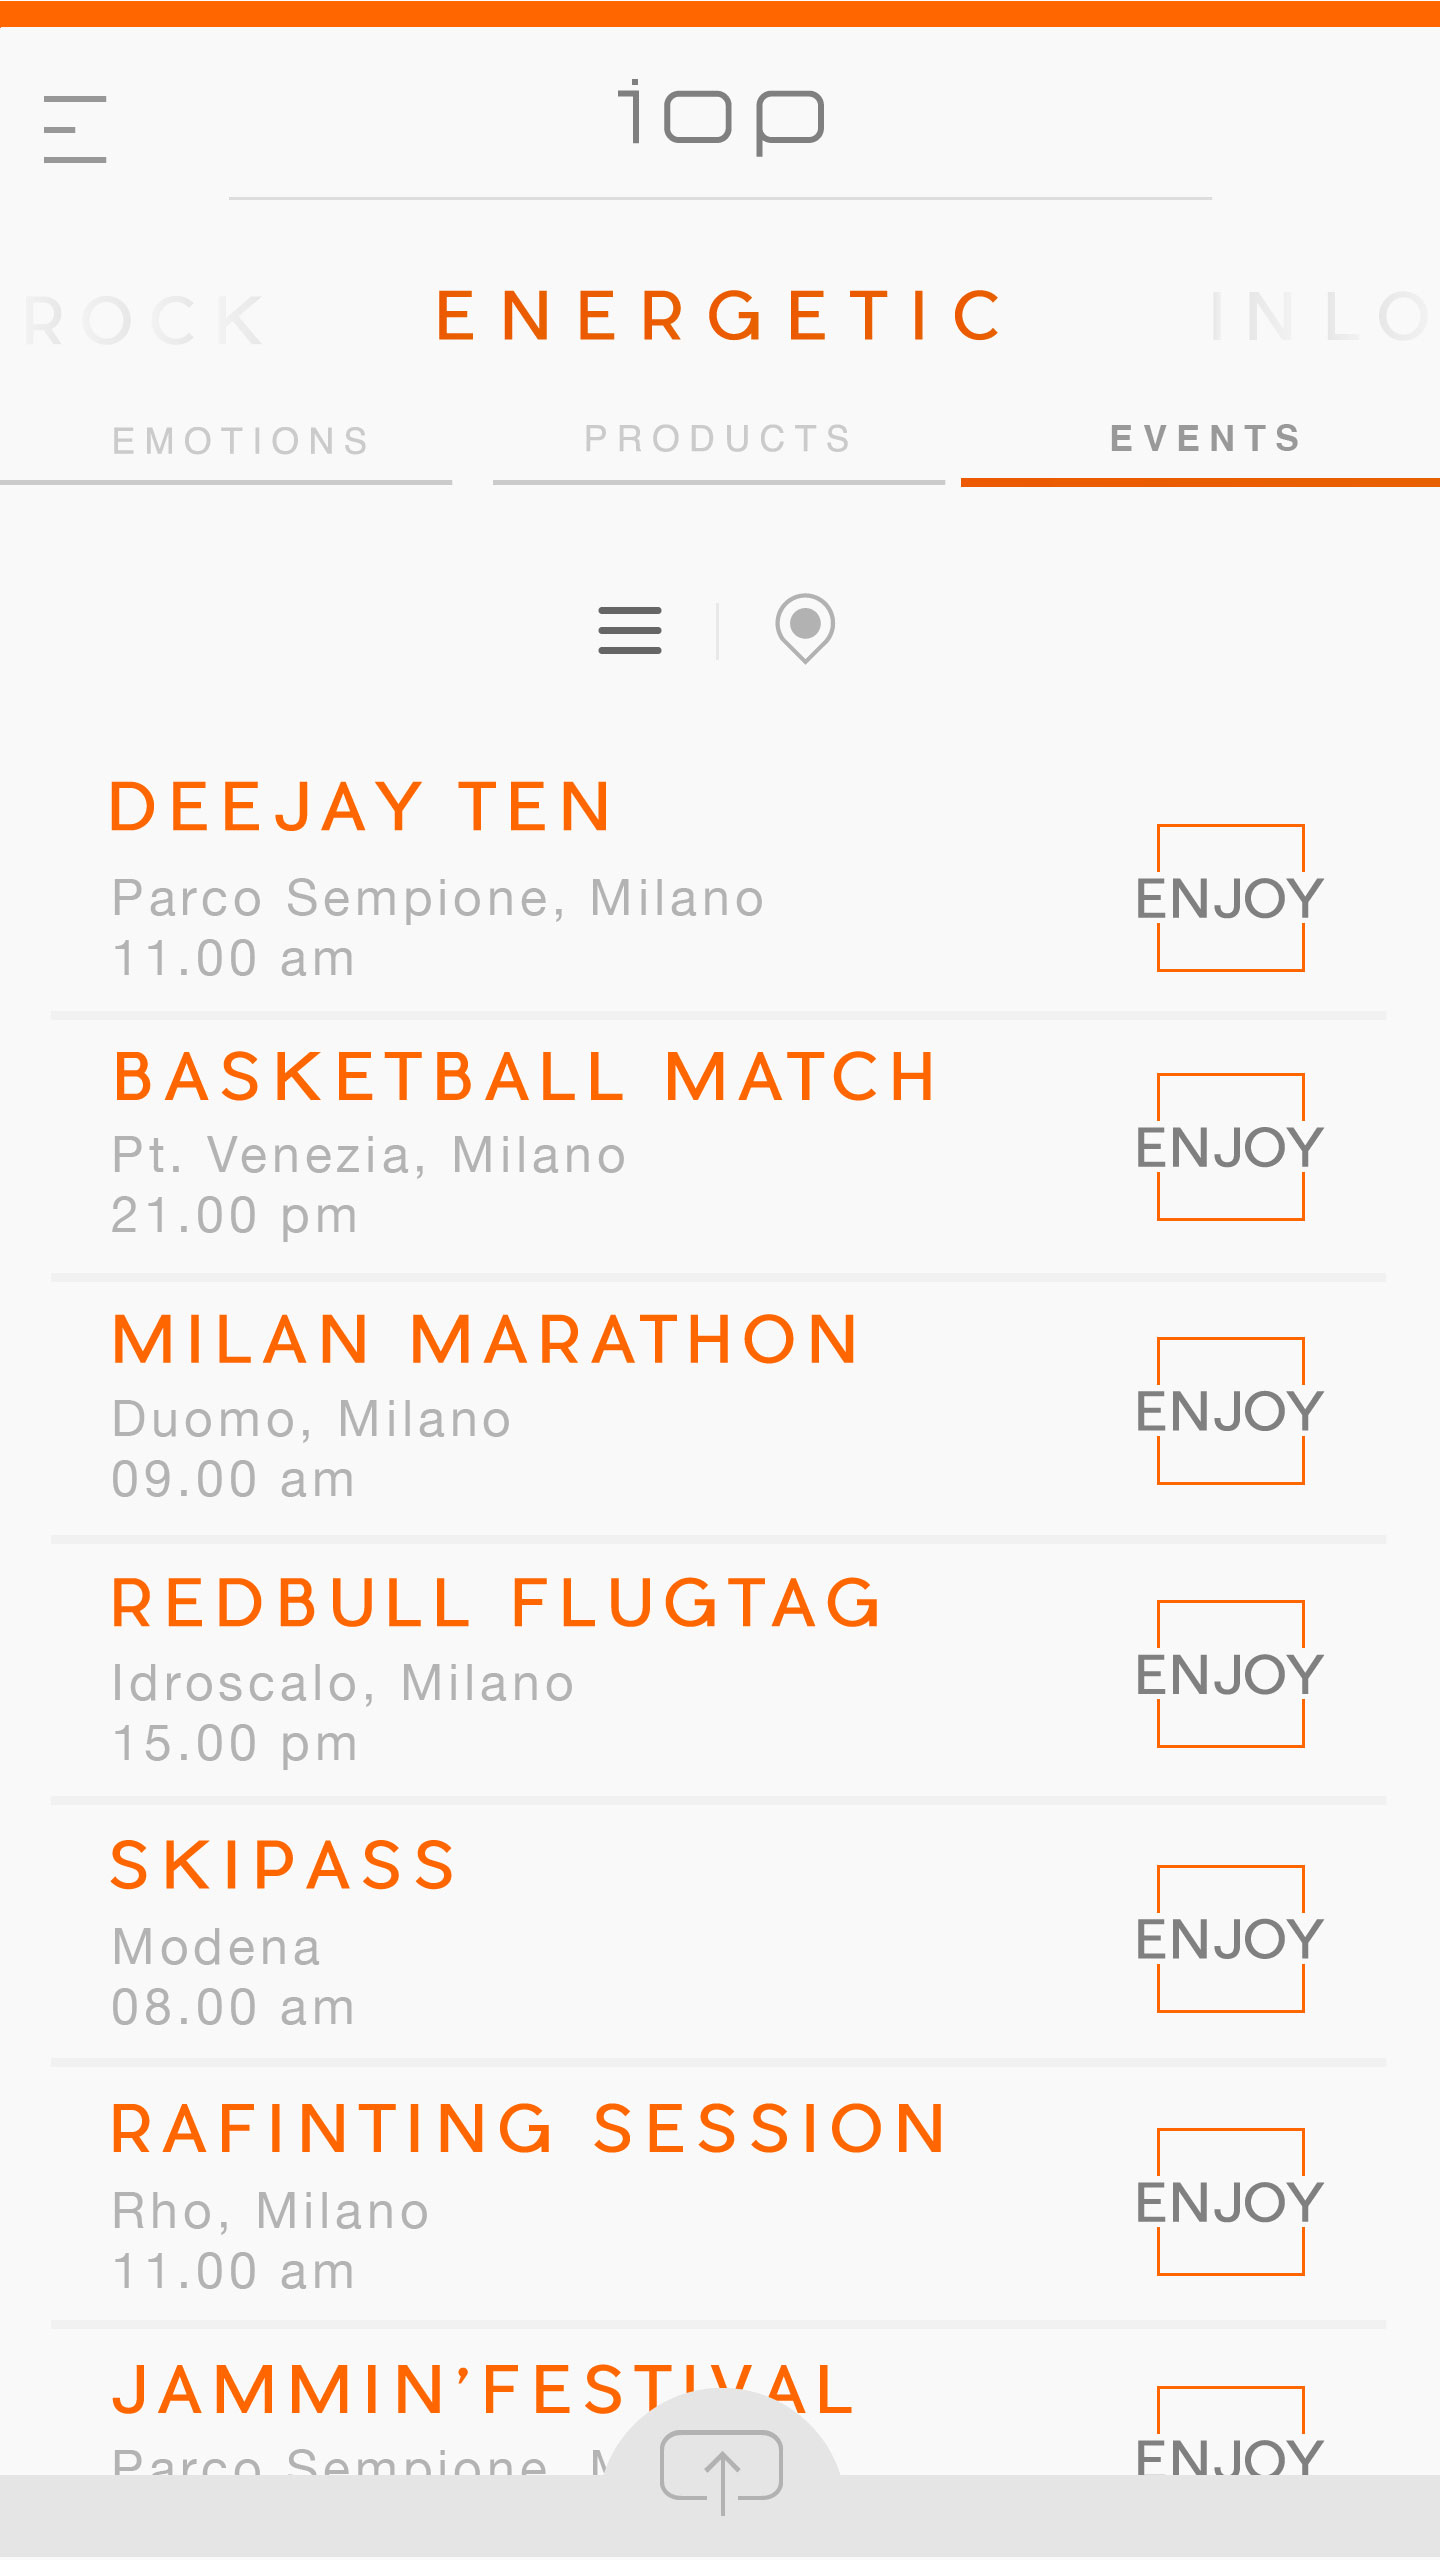 iop
ROCK ENERGETIC INLO
EMOTIONS PRODUCTS EVENTS
DEEJAY TEN
Parco Sempione, Milano
11.00 am
ENJOY
BASKETBALL MATCH
Pt. Venezia, Milano
21.00 pm
ENJOY
MILAN MARATHON
Duomo, Milano
09.00 am
ENJOY
REDBULL FLUGTAG
Idroscalo, Milano
15.00 pm
ENJOY
SKIPASS
Modena
08.00 am
ENJOY
RAFINTING SESSION
Rho, Milano
11.00 am
ENJOY
JAMMIN’FESTIVAL
Parco Sempione,
ENJOY